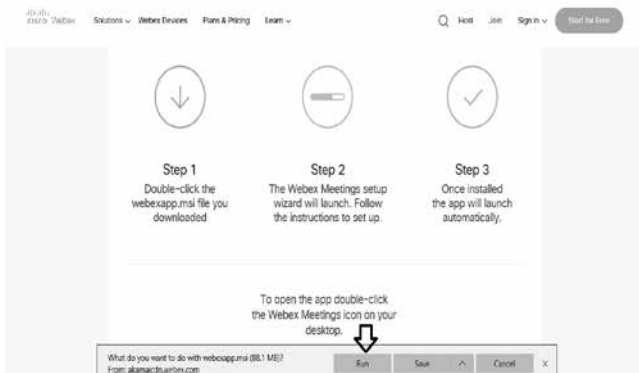 cisco Webex Solutions Webex Devices Plans & Pricing Learn Host Join Sign in Start for Free
Step 1
Double-click the
webexapp.msi file you
downloaded
Step 2
The Webex Meetings setup
wizard will launch. Follow
the instructions to set up.
Step 3
Once installed
the app will launch
automatically.
To open the app double-click
the Webex Meetings icon on your
desktop.
What do you want to do with webexapp.msi (88.1 MB)?
From: akamaicdn.webex.com
Run Save Cancel X